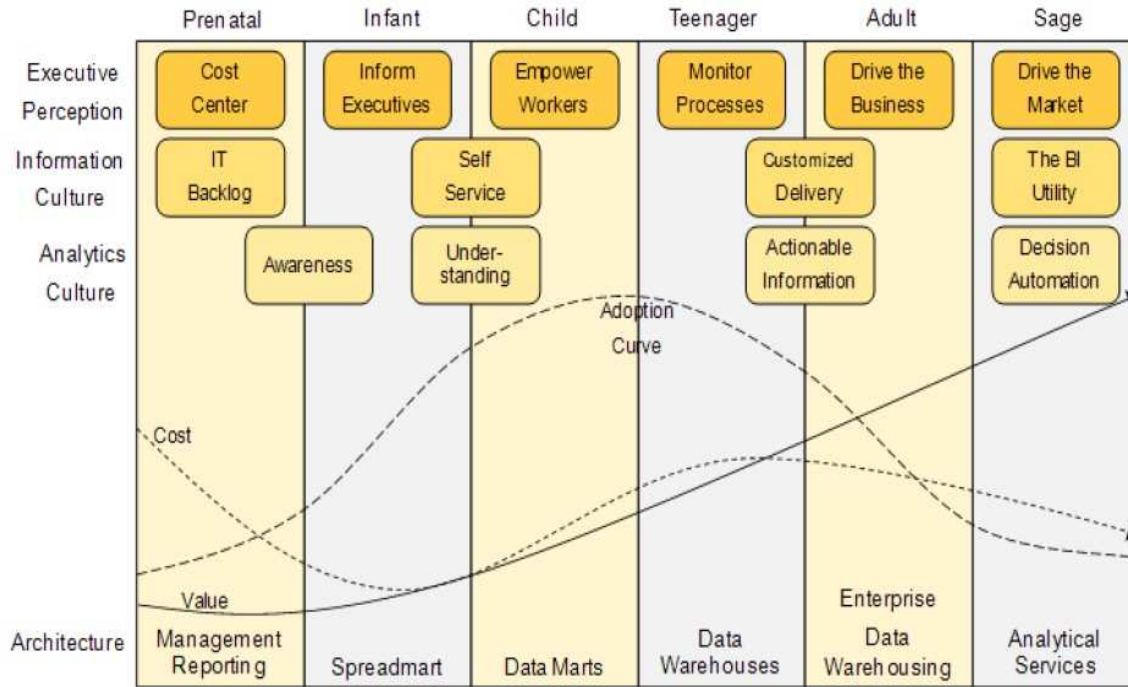 Prenatal Infant Child Teenager Adult Sage
Executive
Perception
Cost
Center
Inform
Executives
Empower
Workers
Monitor
Processes
Drive the
Business
Drive the
Market
Information
Culture
IT
Backlog
Self
Service
Customized
Delivery
The BI
Utility
Analytics
Culture
Awareness
Under-
standing
Actionable
Information
Decision
Automation
Adoption
Curve
Cost
Value
Architecture
Management
Reporting
Spreadmart
Data Marts
Data
Warehouses
Enterprise
Data
Warehousing
Analytical
Services